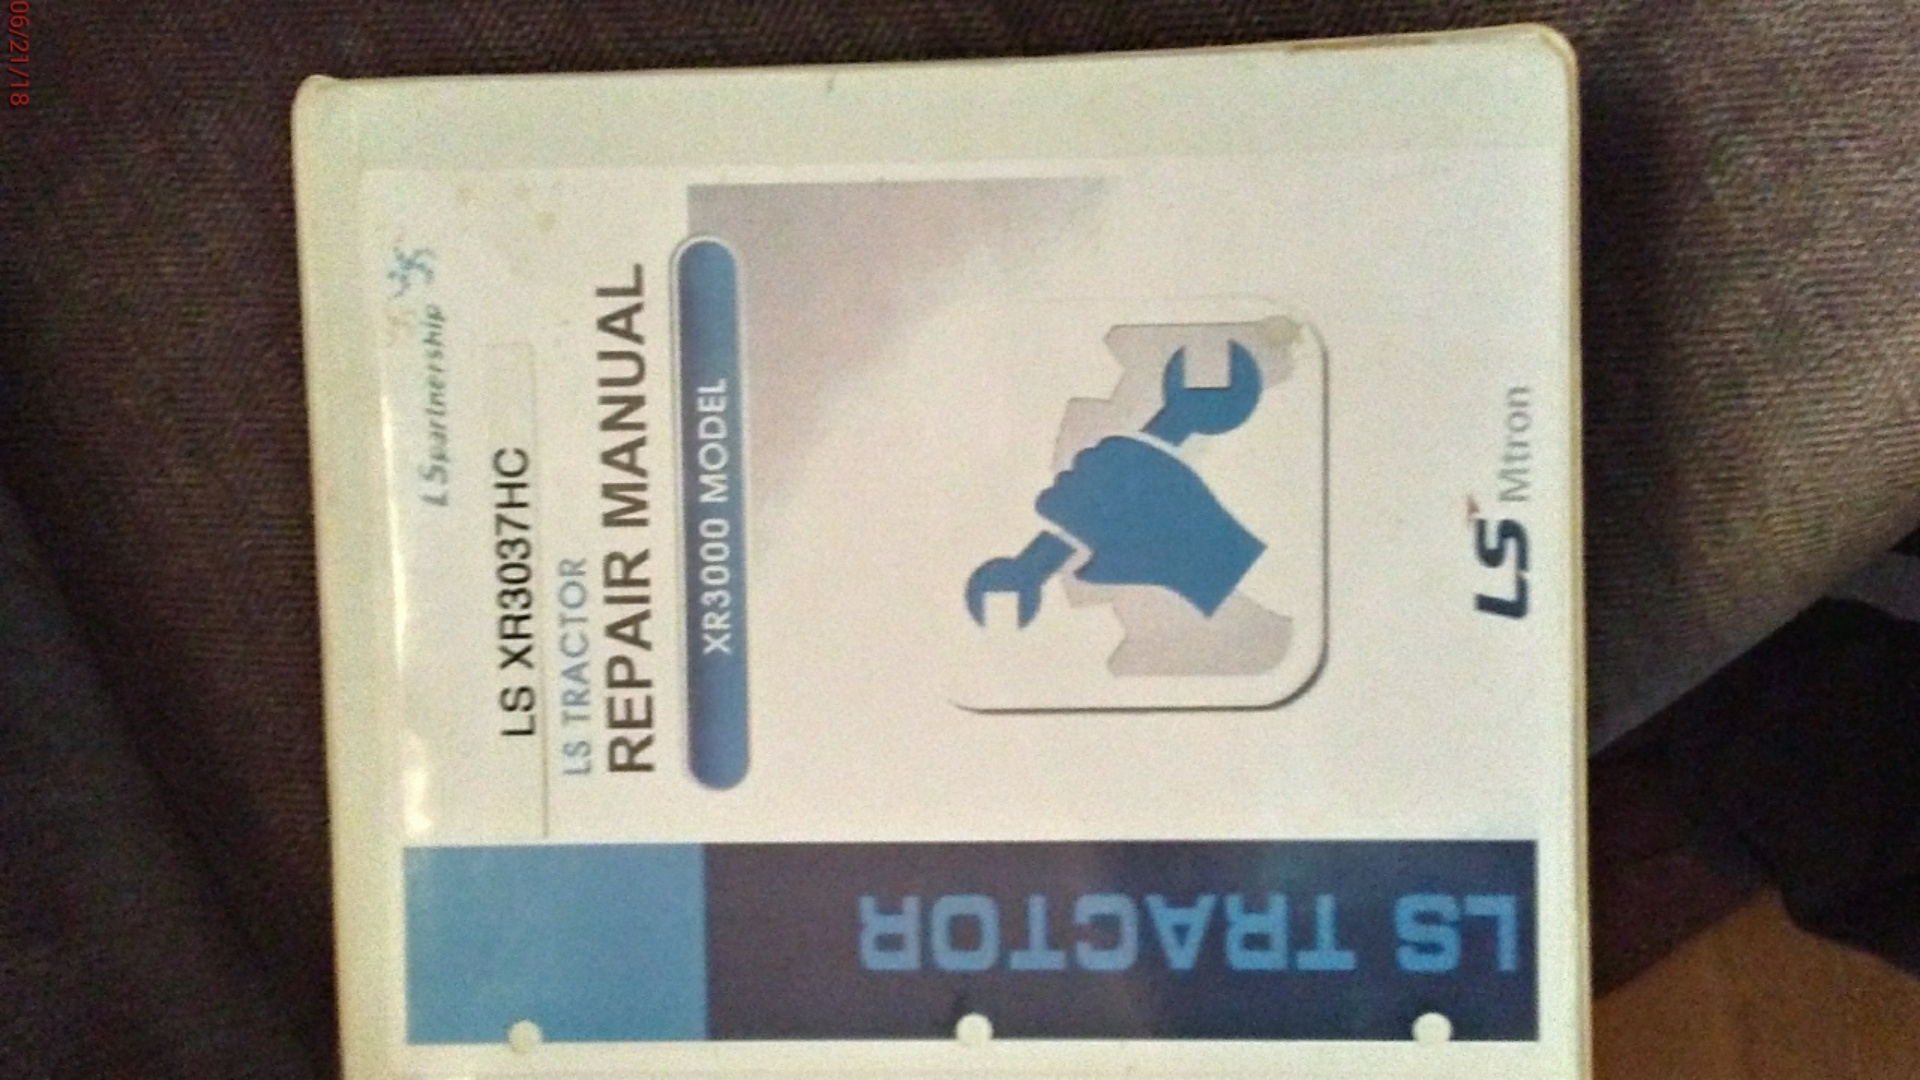 06/21/18
LSpartnership
LS XR3037HC
LS TRACTOR
REPAIR MANUAL
XR3000 MODEL
LS Mtron
LS TRACTOR